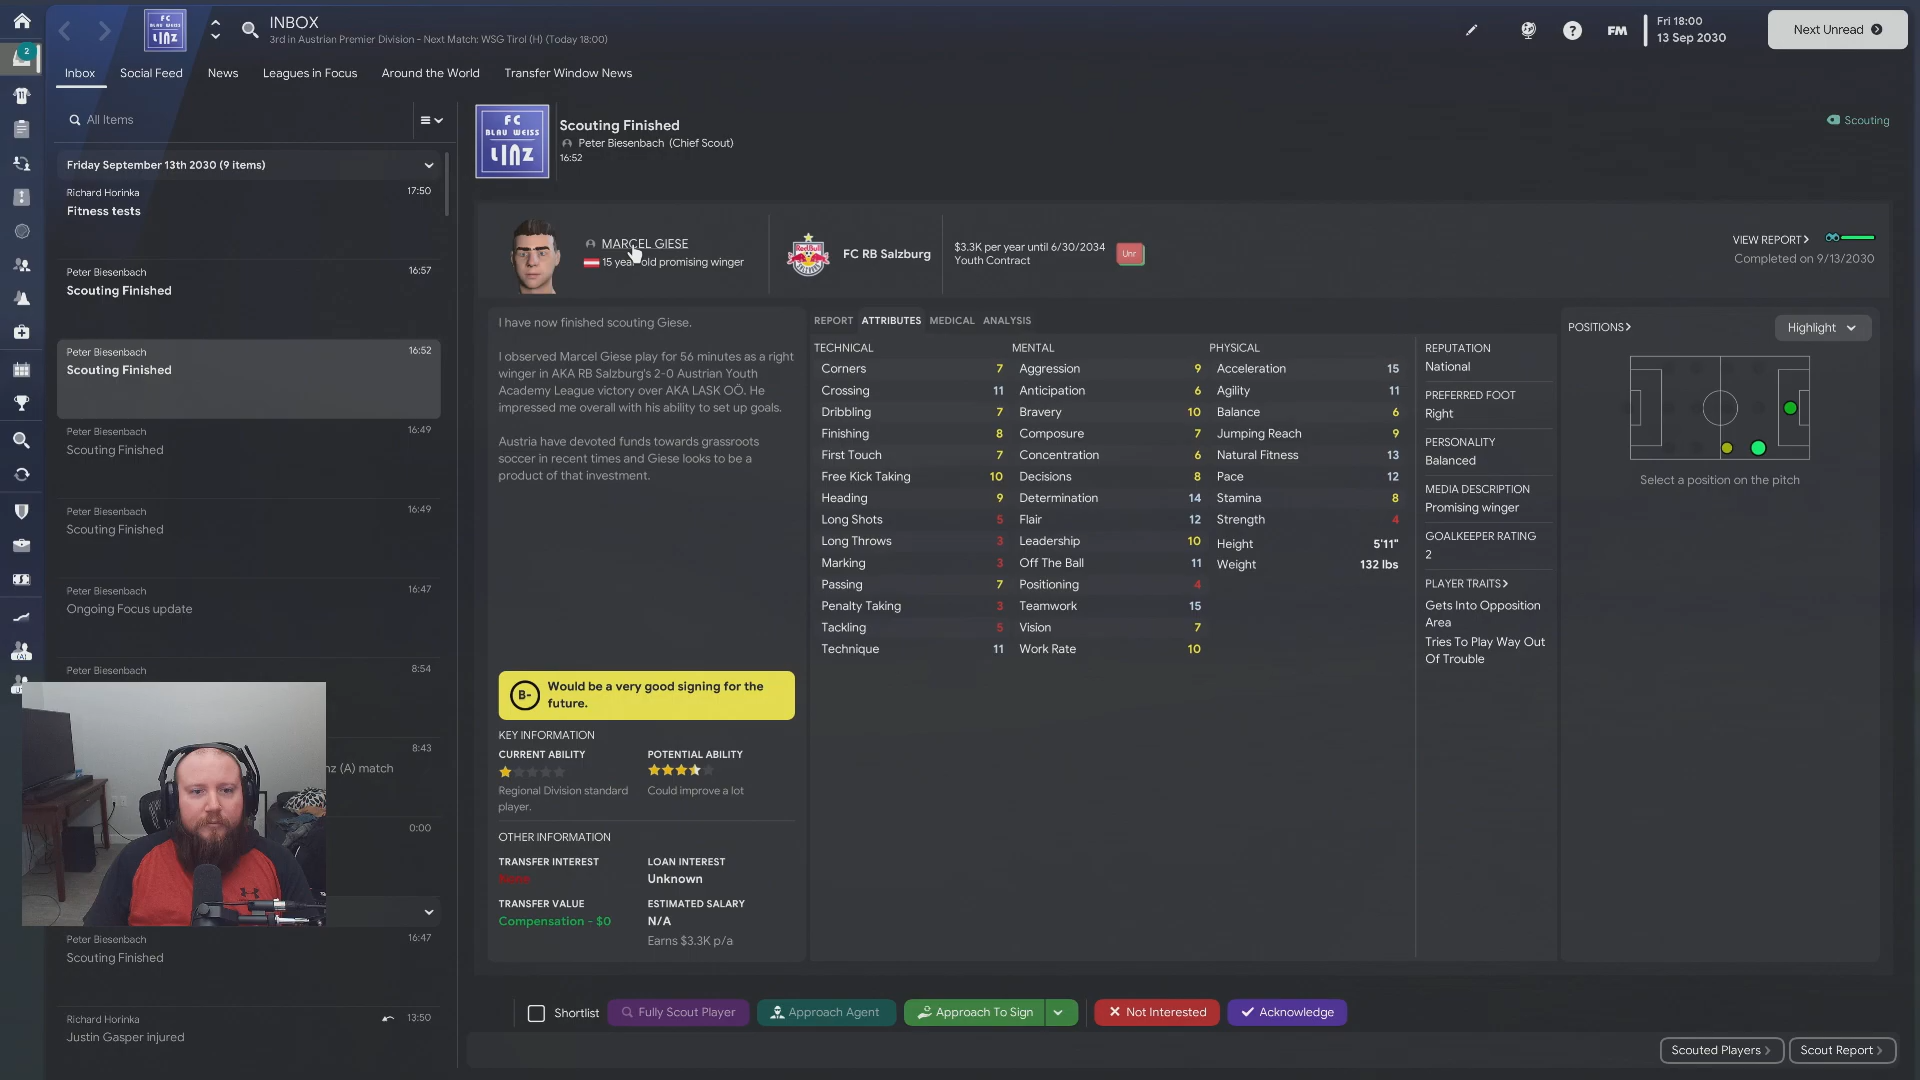 FC
BLAU WEISS
LINZ
INBOX
3rd in Austrian Premier Division - Next Match: WSG Tirol (H) (Today 18:00)
FM
Fri 18:00
13 Sep 2030
Next Unread
2
Inbox
Social Feed
News
Leagues in Focus
Around the World
Transfer Window News
All Items
Friday September 13th 2030 (9 items)
Richard Horinka 17:50
Fitness tests
Peter Biesenbach 16:57
Scouting Finished
Peter Biesenbach 16:52
Scouting Finished
Peter Biesenbach 16:49
Scouting Finished
Peter Biesenbach 16:49
Scouting Finished
Peter Biesenbach 16:47
Ongoing Focus update
Peter Biesenbach 8:54
8:43
nz (A) match
0:00
Peter Biesenbach 16:47
Scouting Finished
Richard Horinka 13:50
Justin Gasper injured
FC
BLAU WEISS
LINZ
Scouting Finished
Peter Biesenbach (Chief Scout)
16:52
Scouting
MARCEL GIESE
15 year old promising winger
FC RB Salzburg
$3.3K per year until 6/30/2034
Youth Contract
Unr
VIEW REPORT>
Completed on 9/13/2030
I have now finished scouting Giese.
I observed Marcel Giese play for 56 minutes as a right
winger in AKA RB Salzburg's 2-0 Austrian Youth
Academy League victory over AKA LASK OÖ. He
impressed me overall with his ability to set up goals.
Austria have devoted funds towards grassroots
soccer in recent times and Giese looks to be a
product of that investment.
B-
Would be a very good signing for the
future.
KEY INFORMATION
CURRENT ABILITY
Regional Division standard
player.
POTENTIAL ABILITY
Could improve a lot
OTHER INFORMATION
TRANSFER INTEREST
LOAN INTEREST
Unknown
TRANSFER VALUE
Compensation - $0
ESTIMATED SALARY
N/A
Earns $3.3K p/a
REPORT ATTRIBUTES MEDICAL ANALYSIS
TECHNICAL
Corners 7
Crossing 11
Dribbling 7
Finishing 8
First Touch 7
Free Kick Taking 10
Heading 9
Long Shots 5
Long Throws 3
Marking 3
Passing 7
Penalty Taking 3
Tackling 5
Technique 11
MENTAL
Aggression 9
Anticipation 6
Bravery 10
Composure 7
Concentration 6
Decisions 8
Determination 14
Flair 12
Leadership 10
Off The Ball 11
Positioning 4
Teamwork 15
Vision 7
Work Rate 10
PHYSICAL
Acceleration 15
Agility 11
Balance 6
Jumping Reach 9
Natural Fitness 13
Pace 12
Stamina 8
Strength 4
Height 5'11"
Weight 132 lbs
REPUTATION
National
PREFERRED FOOT
Right
PERSONALITY
Balanced
MEDIA DESCRIPTION
Promising winger
GOALKEEPER RATING
2
PLAYER TRAITS>
Gets Into Opposition
Area
Tries To Play Way Out
Of Trouble
POSITIONS>
Highlight
Select a position on the pitch
Shortlist
Fully Scout Player
Approach Agent
Approach To Sign
Not Interested
Acknowledge
Scouted Players >
Scout Report >